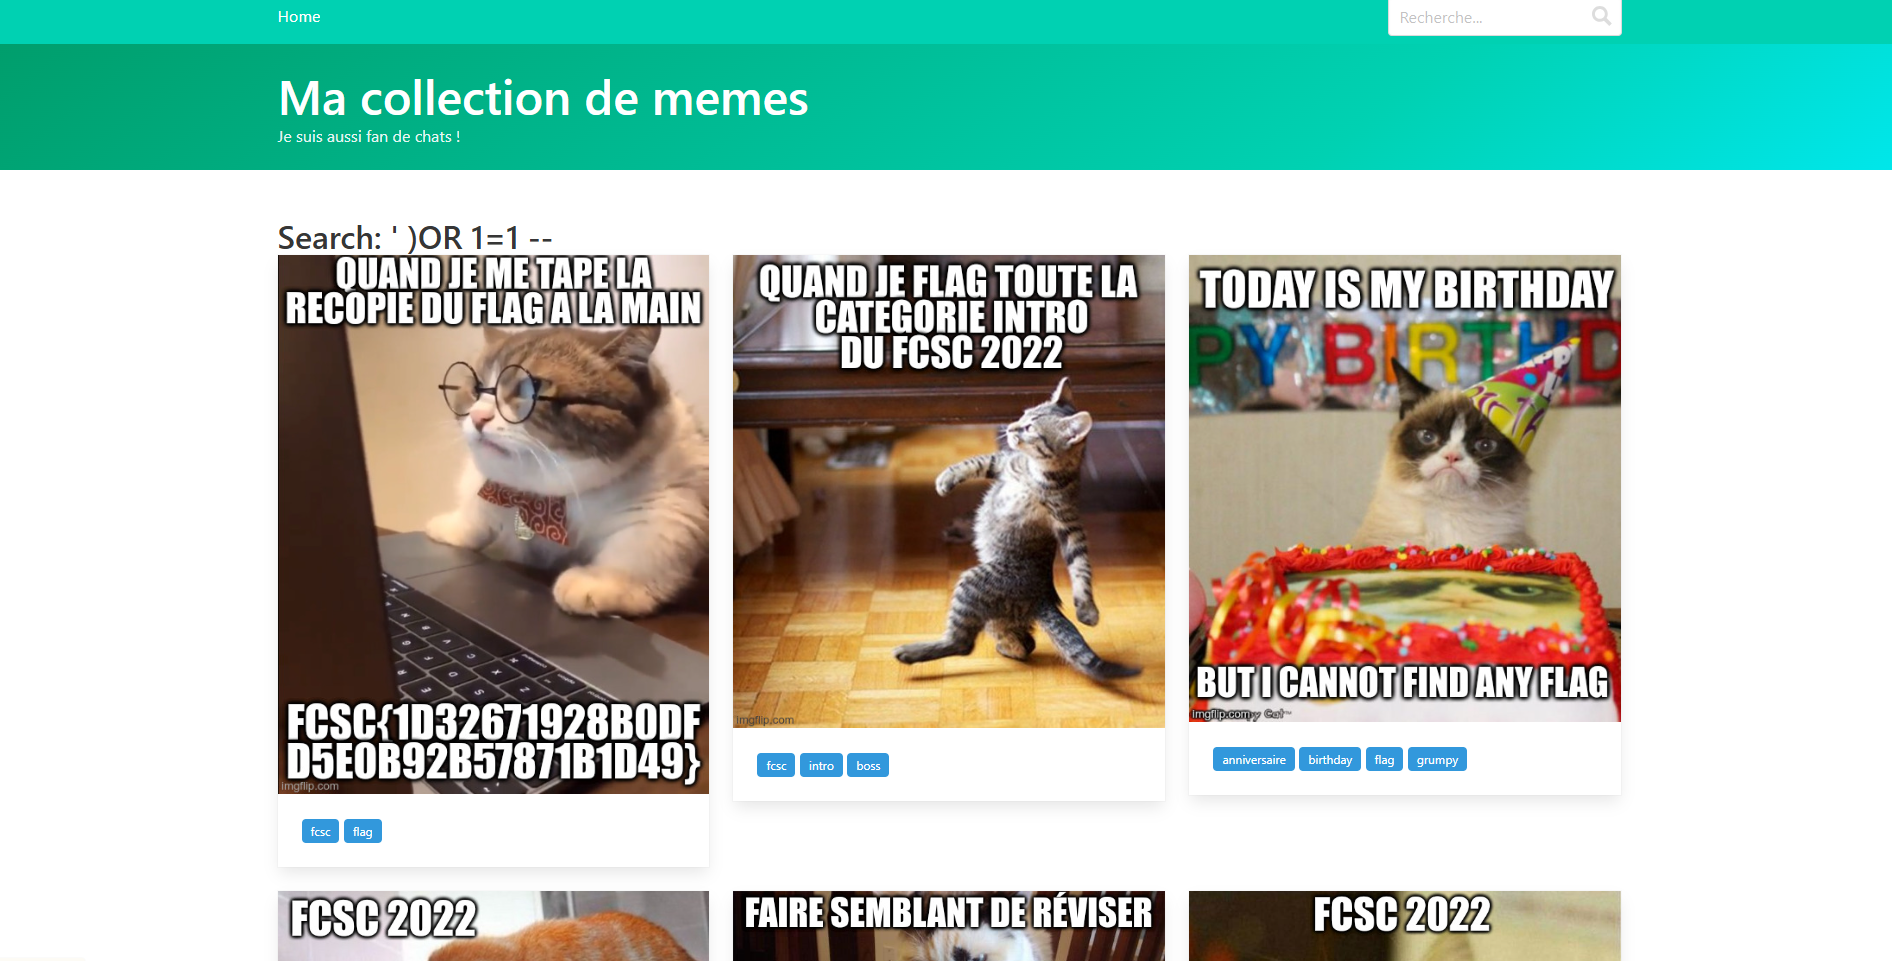 Home
Recherche...
Ma collection de memes
Je suis aussi fan de chats !
Search: ' )OR 1=1 --
QUAND JE ME TAPE LA
RECOPIE DU FLAG A LA MAIN
FCSC{1D32671928B0DF
D5E0B92B57871B1D49}
imgflip.com
fcsc
flag
QUAND JE FLAG TOUTE LA
CATEGORIE INTRO
DU FCSC 2022
imgflip.com
fcsc
intro
boss
TODAY IS MY BIRTHDAY
PY BIRTHD
BUT I CANNOT FIND ANY FLAG
imgflip.com
anniversaire
birthday
flag
grumpy
FCSC 2022
FAIRE SEMBLANT DE RÉVISER
FCSC 2022